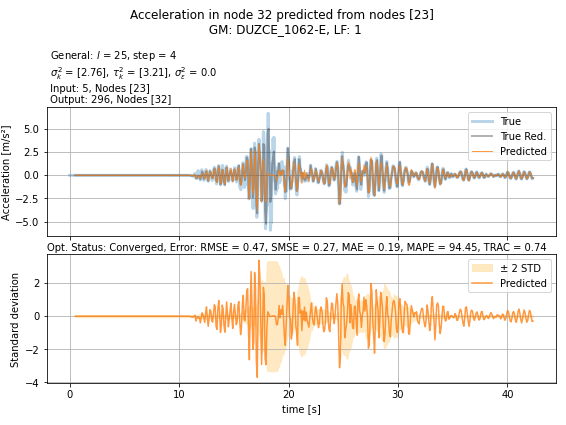 Acceleration in node 32 predicted from nodes [23]
GM: DUZCE_1062-E, LF: 1
General: l = 25, step = 4
σ²ₖ = [2.76], τ²ₖ = [3.21], σ²ε = 0.0
Input: 5, Nodes [23]
Output: 296, Nodes [32]
Acceleration [m/s²]
5.0
2.5
0.0
−2.5
−5.0
True
True Red.
Predicted
Opt. Status: Converged, Error: RMSE = 0.47, SMSE = 0.27, MAE = 0.19, MAPE = 94.45, TRAC = 0.74
Standard deviation
2
0
−2
−4
± 2 STD
Predicted
0 10 20 30 40
time [s]